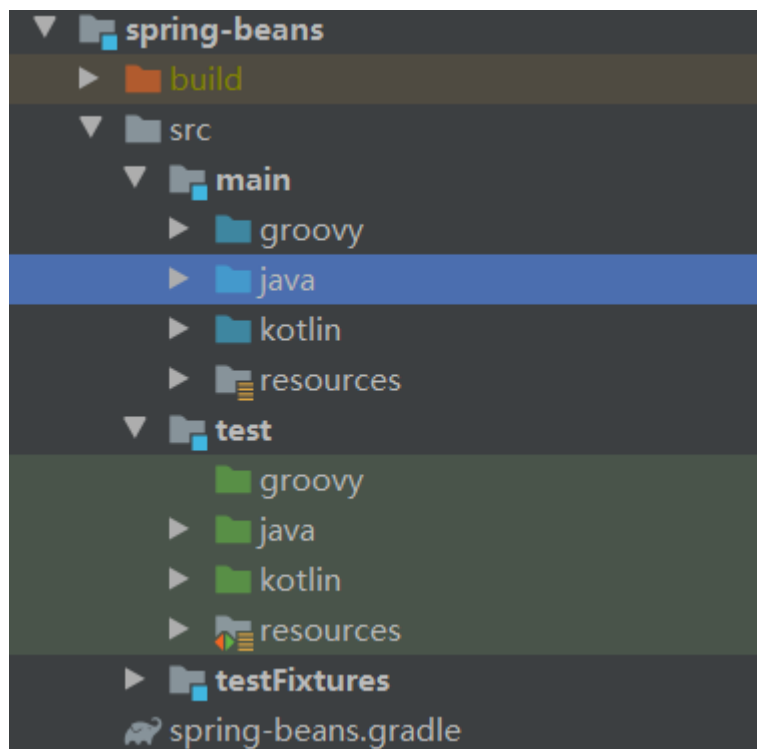 spring-beans
build
src
main
groovy
java
kotlin
resources
test
groovy
java
kotlin
resources
testFixtures
spring-beans.gradle